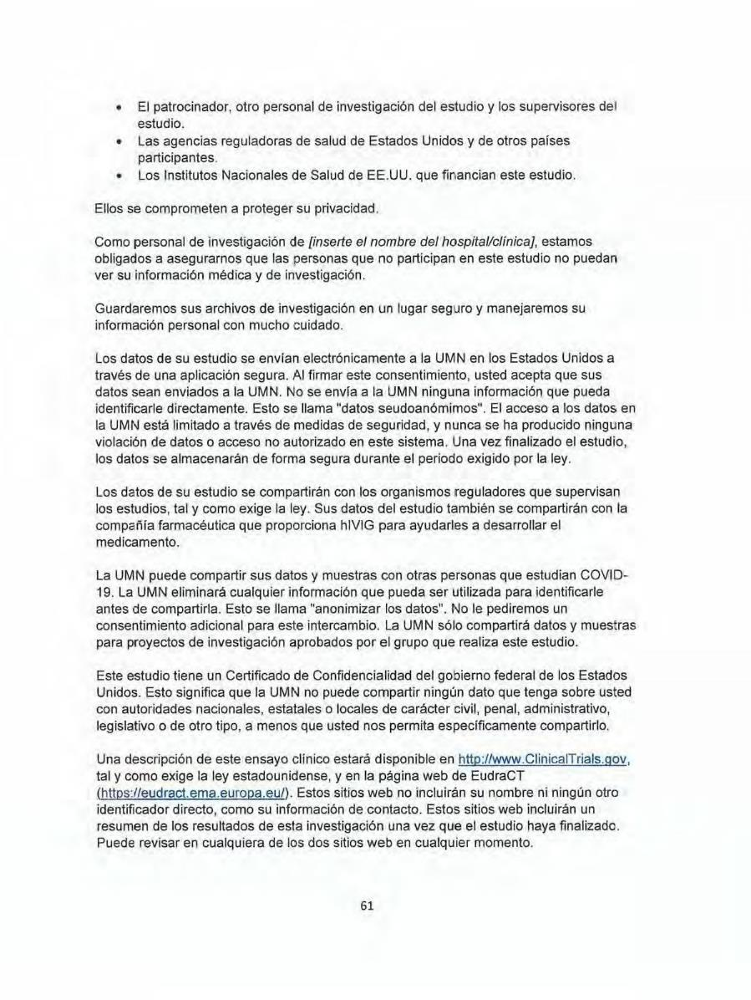 • El patrocinador, otro personal de investigación del estudio y los supervisores del
estudio.
• Las agencias reguladoras de salud de Estados Unidos y de otros países
participantes.
• Los Institutos Nacionales de Salud de EE.UU. que financian este estudio.
Ellos se comprometen a proteger su privacidad.
Como personal de investigación de [inserte el nombre del hospital/clínica], estamos
obligados a asegurarnos que las personas que no participan en este estudio no puedan
ver su información médica y de investigación.
Guardaremos sus archivos de investigación en un lugar seguro y manejaremos su
información personal con mucho cuidado.
Los datos de su estudio se envían electrónicamente a la UMN en los Estados Unidos a
través de una aplicación segura. Al firmar este consentimiento, usted acepta que sus
datos sean enviados a la UMN. No se envía a la UMN ninguna información que pueda
identificarle directamente. Esto se llama "datos seudoanómimos". El acceso a los datos en
la UMN está limitado a través de medidas de seguridad, y nunca se ha producido ninguna
violación de datos o acceso no autorizado en este sistema. Una vez finalizado el estudio,
los datos se almacenarán de forma segura durante el periodo exigido por la ley.
Los datos de su estudio se compartirán con los organismos reguladores que supervisan
los estudios, tal y como exige la ley. Sus datos del estudio también se compartirán con la
compañía farmacéutica que proporciona hIVIG para ayudarles a desarrollar el
medicamento.
La UMN puede compartir sus datos y muestras con otras personas que estudian COVID-
19. La UMN eliminará cualquier información que pueda ser utilizada para identificarle
antes de compartirla. Esto se llama "anonimizar los datos". No le pediremos un
consentimiento adicional para este intercambio. La UMN sólo compartirá datos y muestras
para proyectos de investigación aprobados por el grupo que realiza este estudio.
Este estudio tiene un Certificado de Confidencialidad del gobierno federal de los Estados
Unidos. Esto significa que la UMN no puede compartir ningún dato que tenga sobre usted
con autoridades nacionales, estatales o locales de carácter civil, penal, administrativo,
legislativo o de otro tipo, a menos que usted nos permita específicamente compartirlo.
Una descripción de este ensayo clínico estará disponible en http://www.ClinicalTrials.gov,
tal y como exige la ley estadounidense, y en la página web de EudraCT
(https://eudract.ema.europa.eu/). Estos sitios web no incluirán su nombre ni ningún otro
identificador directo, como su información de contacto. Estos sitios web incluirán un
resumen de los resultados de esta investigación una vez que el estudio haya finalizado.
Puede revisar en cualquiera de los dos sitios web en cualquier momento.
61